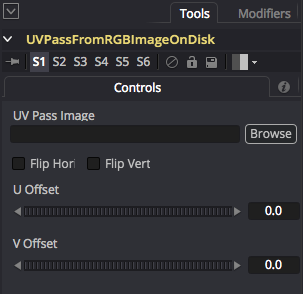 Tools Modifiers
UVPassFromRGBImageOnDisk
S1 S2 S3 S4 S5 S6
Controls
UV Pass Image
Browse
Flip Hori Flip Vert
U Offset
0.0
V Offset
0.0